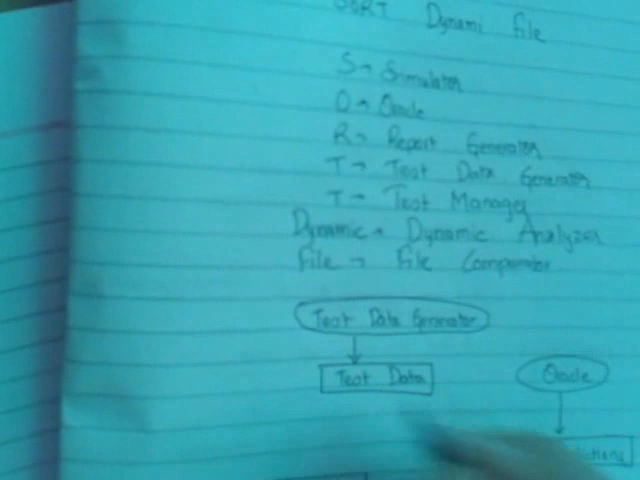 SORT Dynami File
S → Simulator
O → Oracle
R → Report Generator
T → Test Data Generator
T → Test Manager
Dynamic → Dynamic Analyzer
File → File Comparator
Test Data Generator
Test Data
Oracle